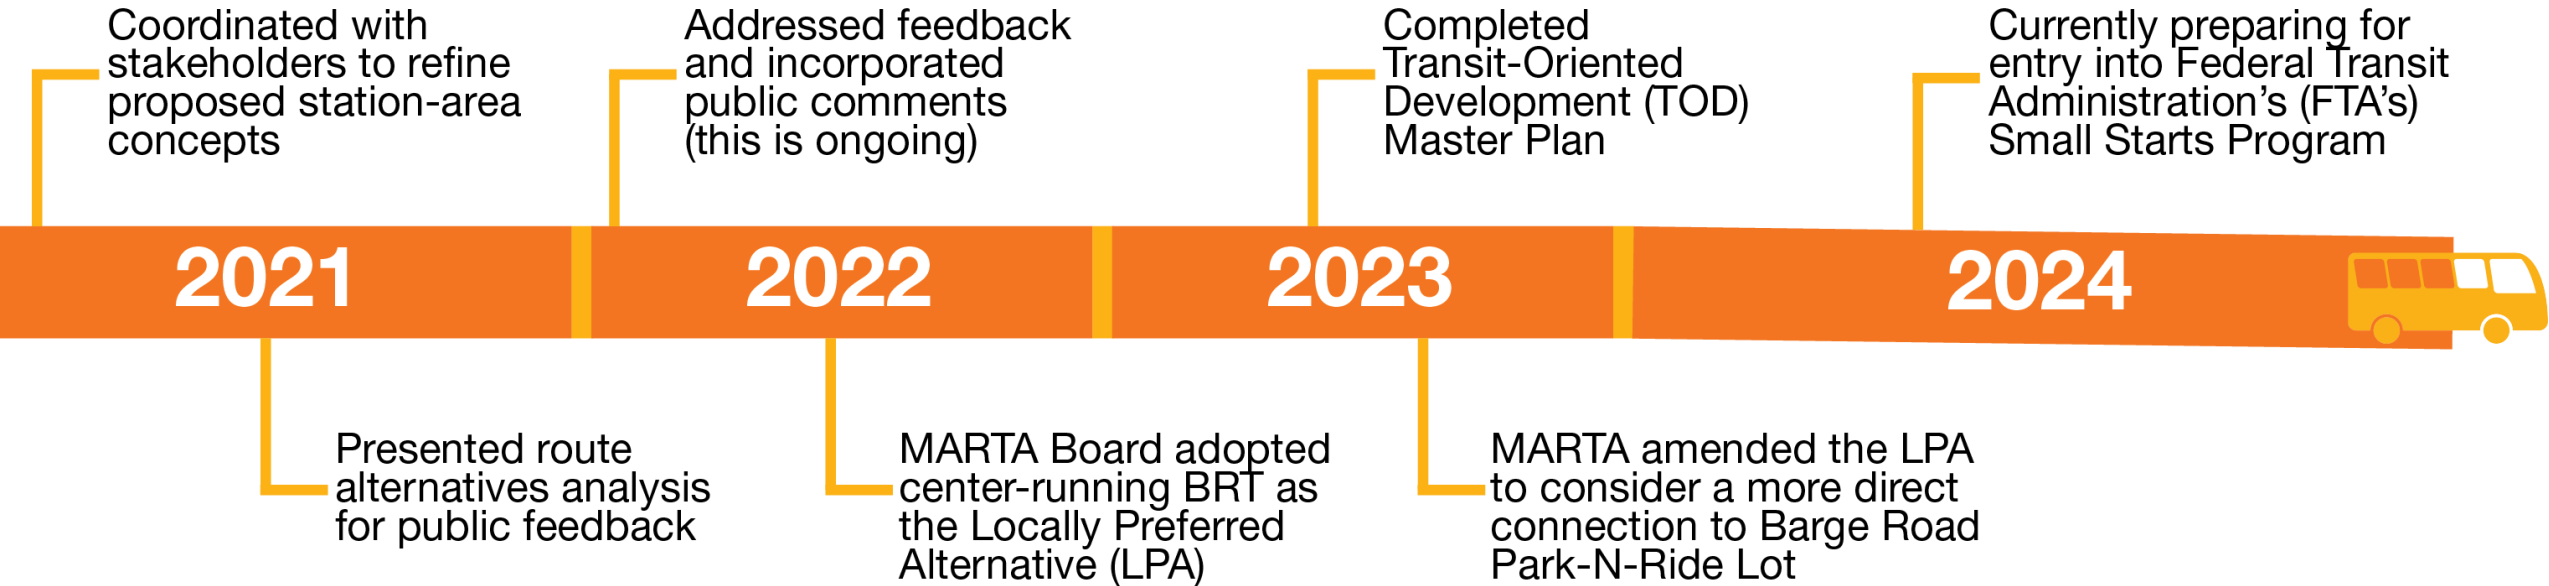 Coordinated with
stakeholders to refine
proposed station-area
concepts
Addressed feedback
and incorporated
public comments
(this is ongoing)
Completed
Transit-Oriented
Development (TOD)
Master Plan
Currently preparing for
entry into Federal Transit
Administration’s (FTA’s)
Small Starts Program
2021
2022
2023
2024
Presented route
alternatives analysis
for public feedback
MARTA Board adopted
center-running BRT as
the Locally Preferred
Alternative (LPA)
MARTA amended the LPA
to consider a more direct
connection to Barge Road
Park-N-Ride Lot